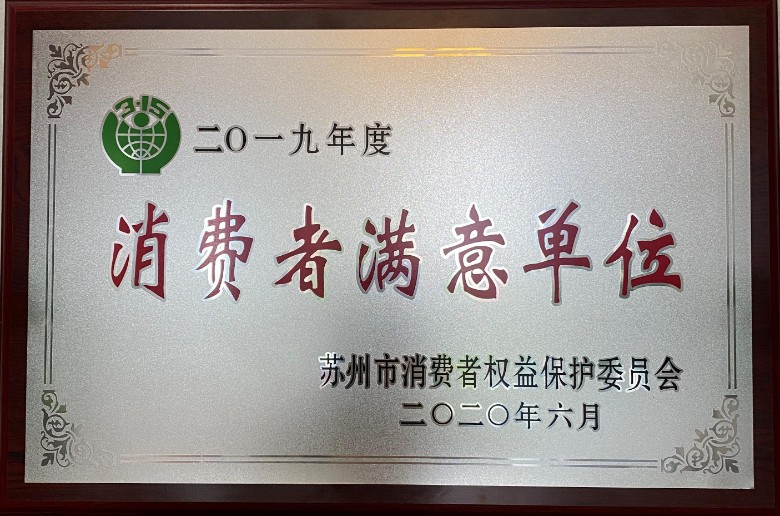 3·15
二〇一九年度
消费者满意单位
苏州市消费者权益保护委员会
二〇二〇年六月